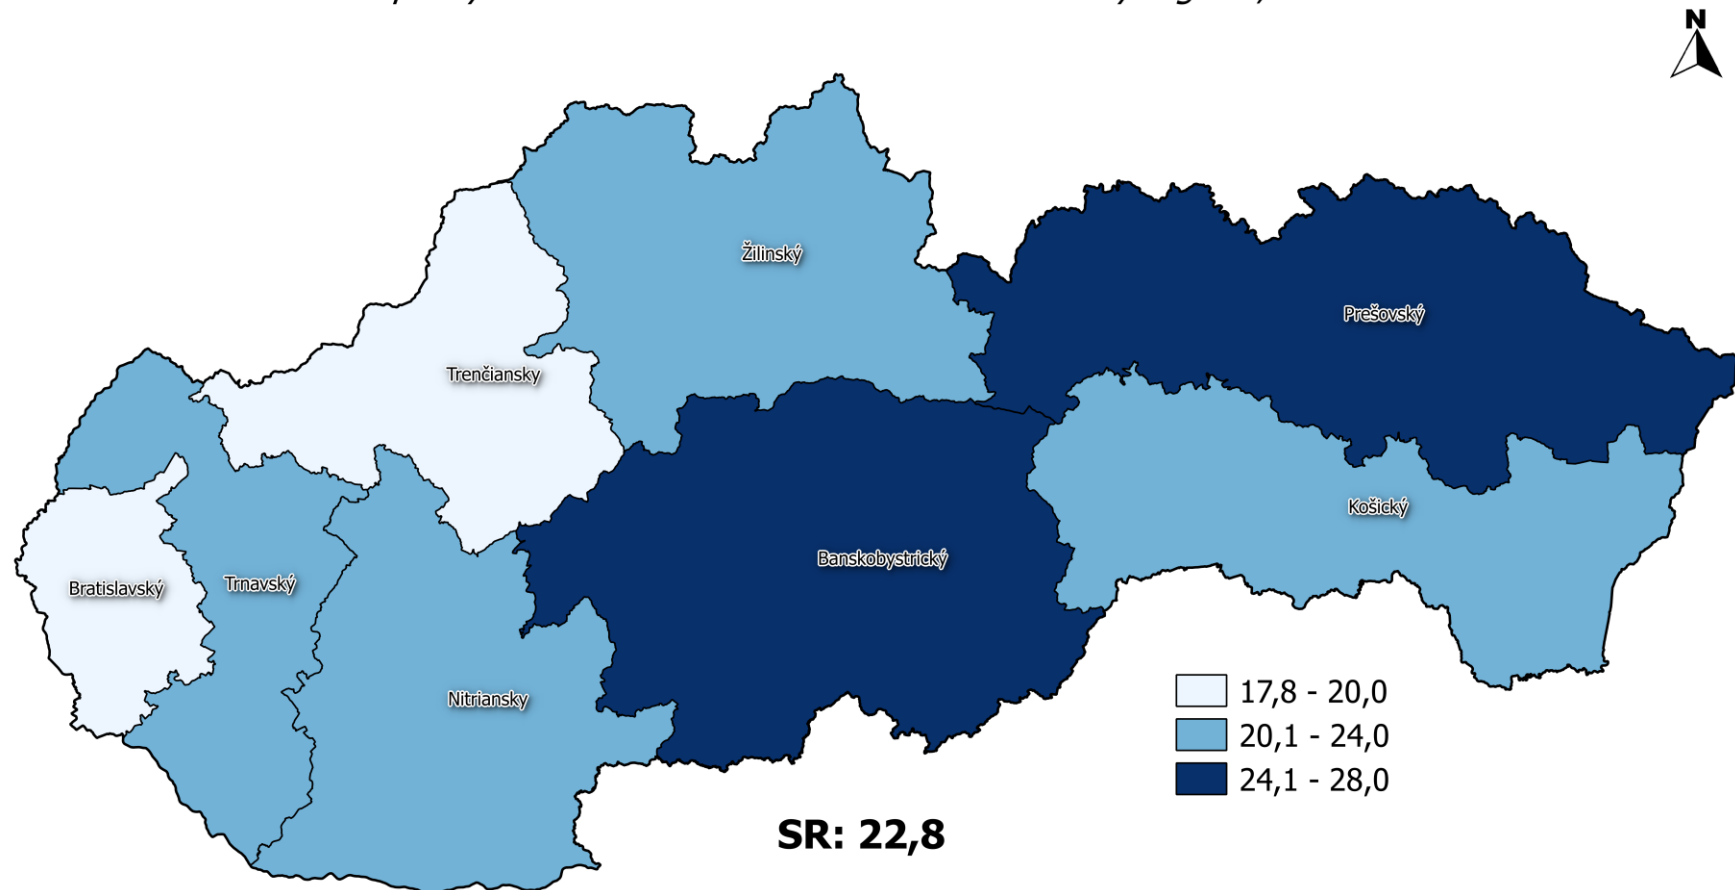 N
Žilinský
Prešovský
Trenčiansky
Košický
Banskobystrický
Bratislavský
Trnavský
Nitriansky
17,8 - 20,0
20,1 - 24,0
24,1 - 28,0
SR: 22,8